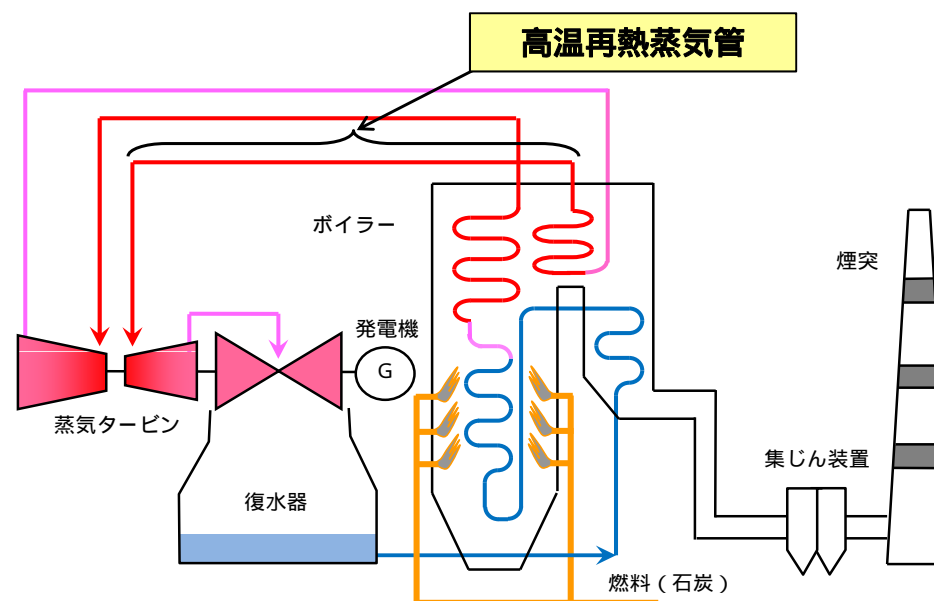 高温再熱蒸気管
ボイラー
煙突
発電機
G
蒸気タービン
集じん装置
復水器
燃料（石炭）